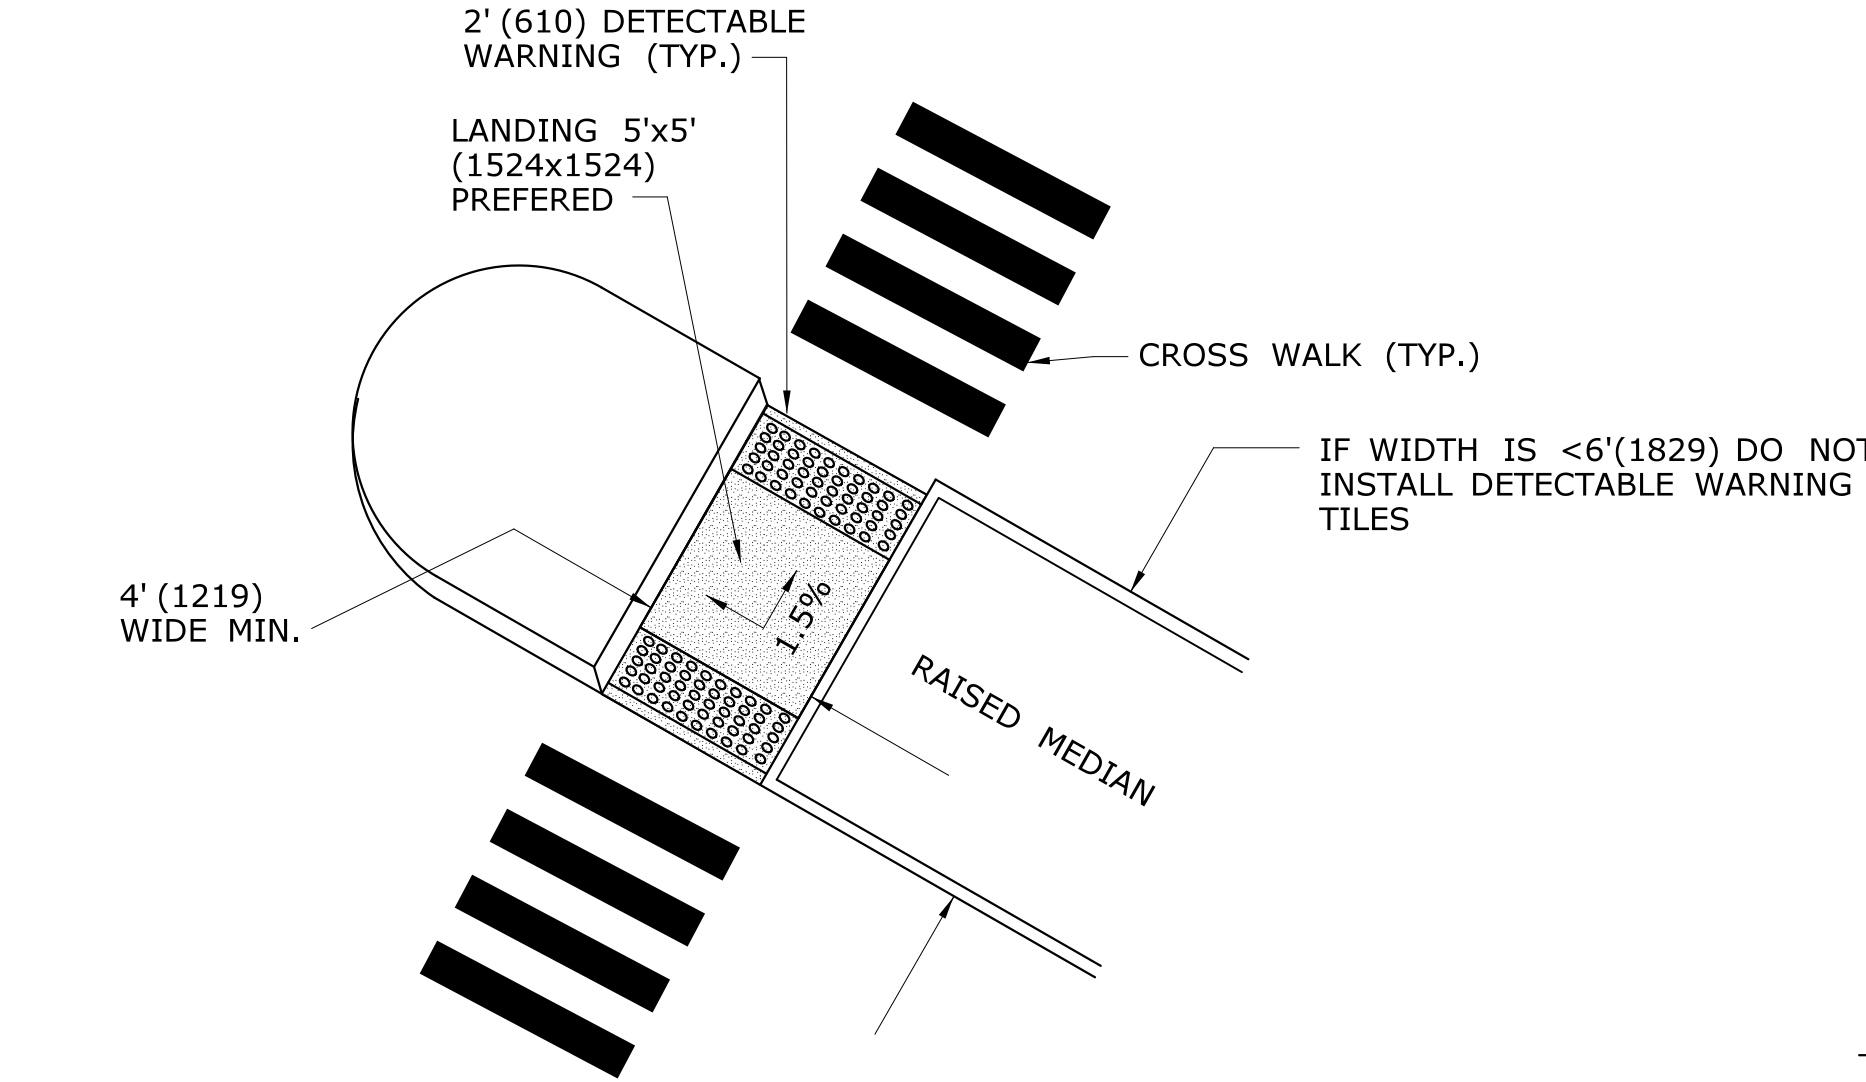 2' (610) DETECTABLE
WARNING (TYP.)
LANDING 5'x5'
(1524x1524)
PREFERED
CROSS WALK (TYP.)
IF WIDTH IS <6'(1829) DO NOT
INSTALL DETECTABLE WARNING
TILES
4' (1219)
WIDE MIN.
1.5%
RAISED MEDIAN